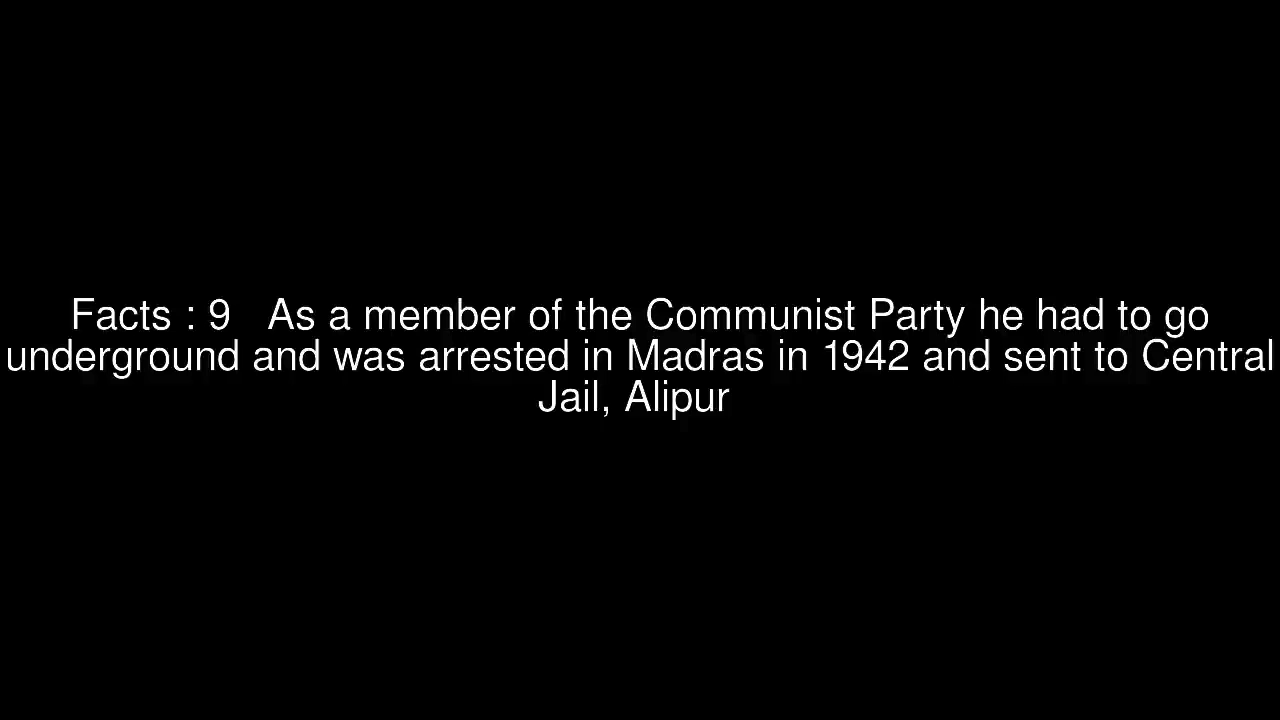 Facts : 9   As a member of the Communist Party he had to go
underground and was arrested in Madras in 1942 and sent to Central
Jail, Alipur